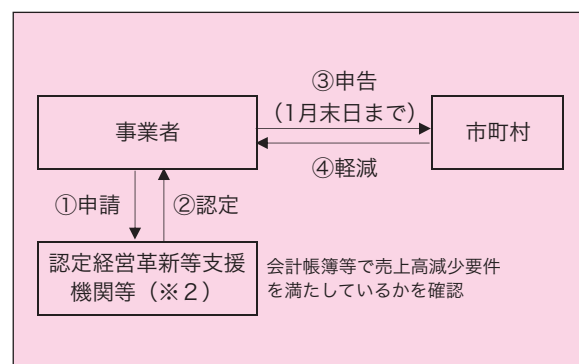 ③申告
（1月末日まで）
事業者
市町村
④軽減
①申請
②認定
認定経営革新等支援
機関等（※２）
会計帳簿等で売上高減少要件
を満たしているかを確認